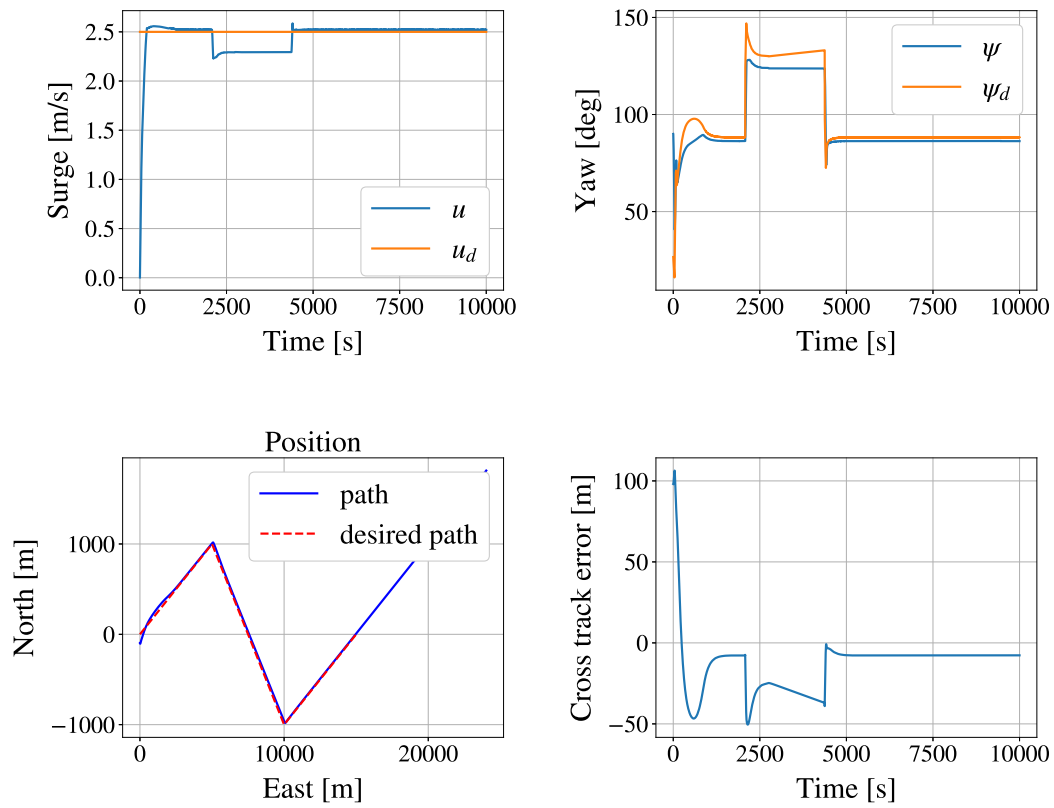 2.5
2.0
1.5
1.0
0.5
0.0
Surge [m/s]
u
u_d
0
2500
5000
7500
10000
Time [s]
150
100
50
Yaw [deg]
ψ
ψ_d
0
2500
5000
7500
10000
Time [s]
Position
1000
0
−1000
North [m]
path
desired path
0
10000
20000
East [m]
100
50
0
−50
Cross track error [m]
0
2500
5000
7500
10000
Time [s]